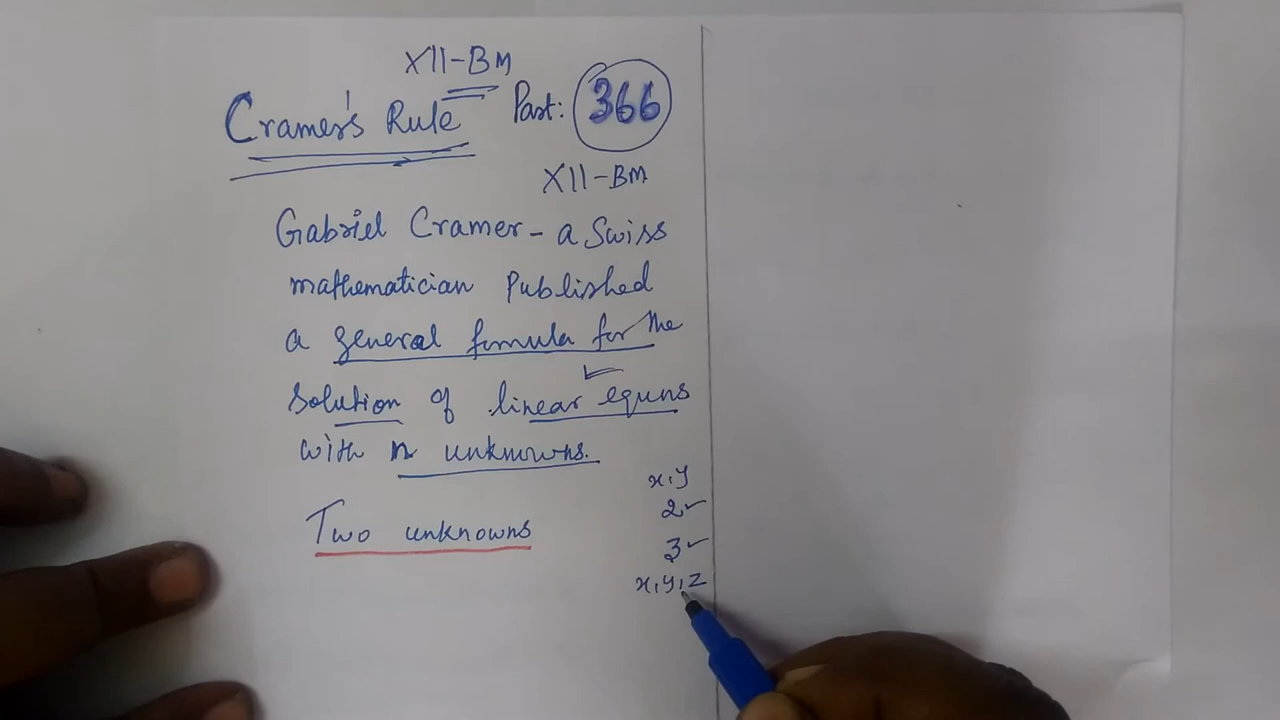 XII-BM
Cramer's Rule Part: 366
XII-BM
Gabriel Cramer - a Swiss
mathematician Published
a general formula for the
solution of linear equns
with n unknowns.
x,y
2✓
Two unknowns
3✓
x,y,z